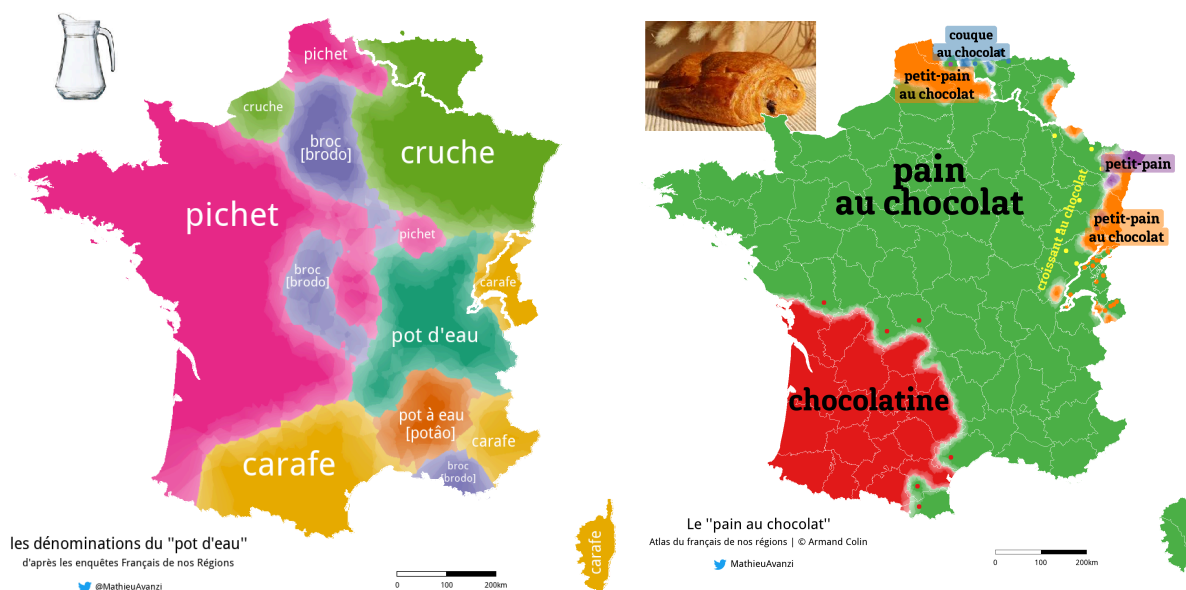 pichet
cruche
broc
[brodo]
cruche
pichet
pichet
broc
[brodo]
carafe
pot d'eau
pot à eau
[potâo]
carafe
carafe
broc
[brodo]
carafe
les dénominations du "pot d'eau"
d'après les enquêtes Français de nos Régions
@MathieuAvanzi
0 100 200km
couque
au chocolat
petit-pain
au chocolat
pain
au chocolat
petit-pain
croissant au chocolat
petit-pain
au chocolat
chocolatine
Le "pain au chocolat"
Atlas du français de nos régions | © Armand Colin
MathieuAvanzi
0 100 200km